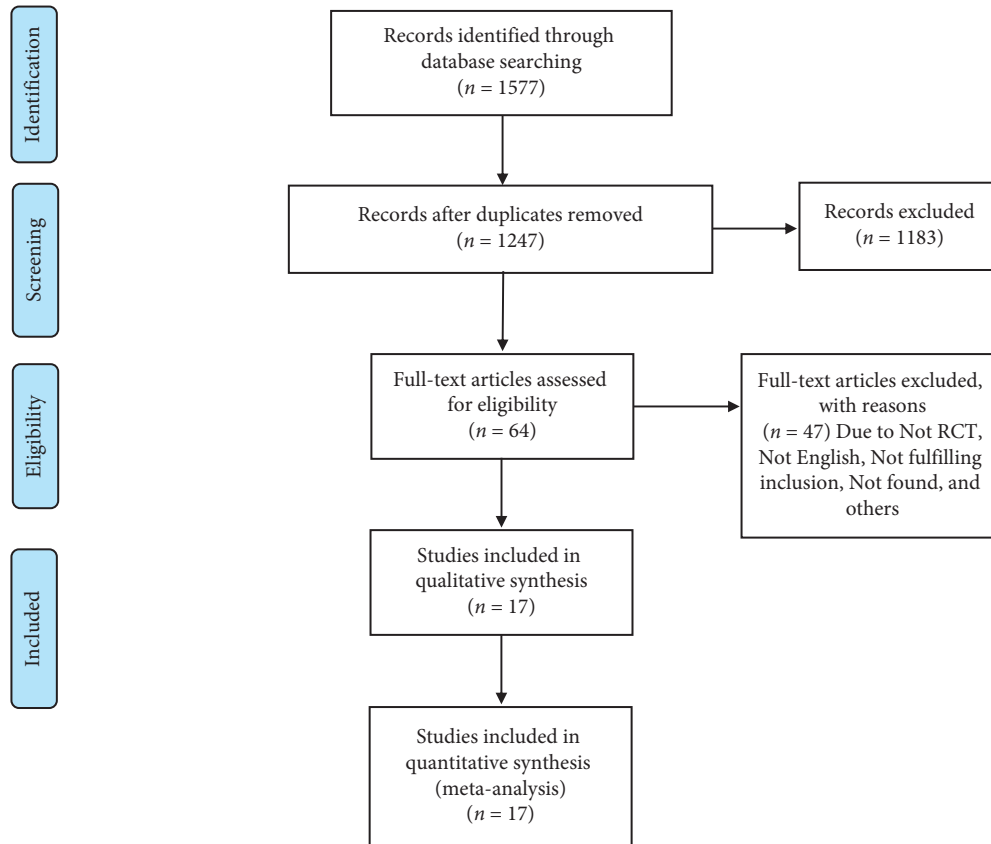 Identification
Records identified through
database searching
(n = 1577)
Screening
Records after duplicates removed
(n = 1247)
Records excluded
(n = 1183)
Eligibility
Full-text articles assessed
for eligibility
(n = 64)
Full-text articles excluded,
with reasons
(n = 47) Due to Not RCT,
Not English, Not fulfilling
inclusion, Not found, and
others
Included
Studies included in
qualitative synthesis
(n = 17)
Studies included in
quantitative synthesis
(meta-analysis)
(n = 17)